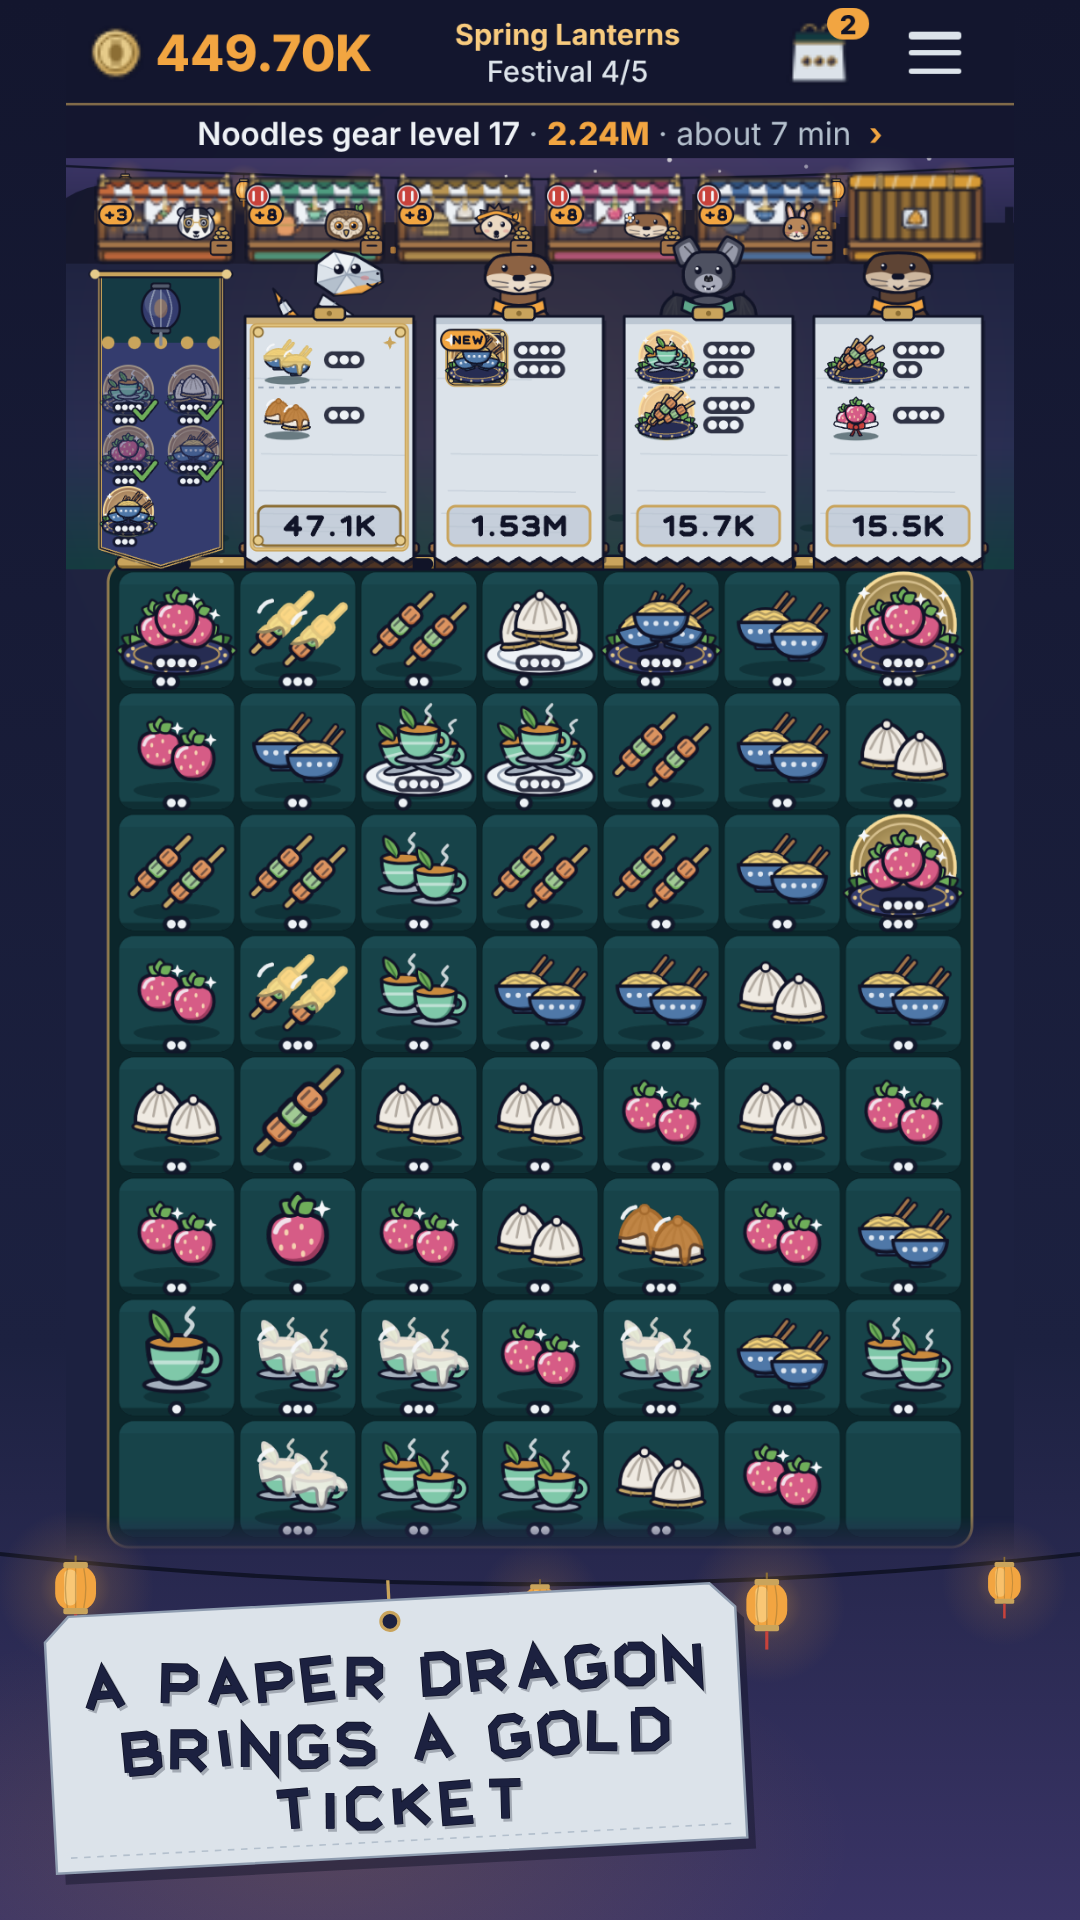 449.70K
Spring Lanterns
Festival 4/5
2
Noodles gear level 17 · 2.24M · about 7 min ›
+3
+8
+8
+8
+8
NEW
47.1K
1.53M
15.7K
15.5K
A PAPER DRAGON
BRINGS A GOLD
TICKET